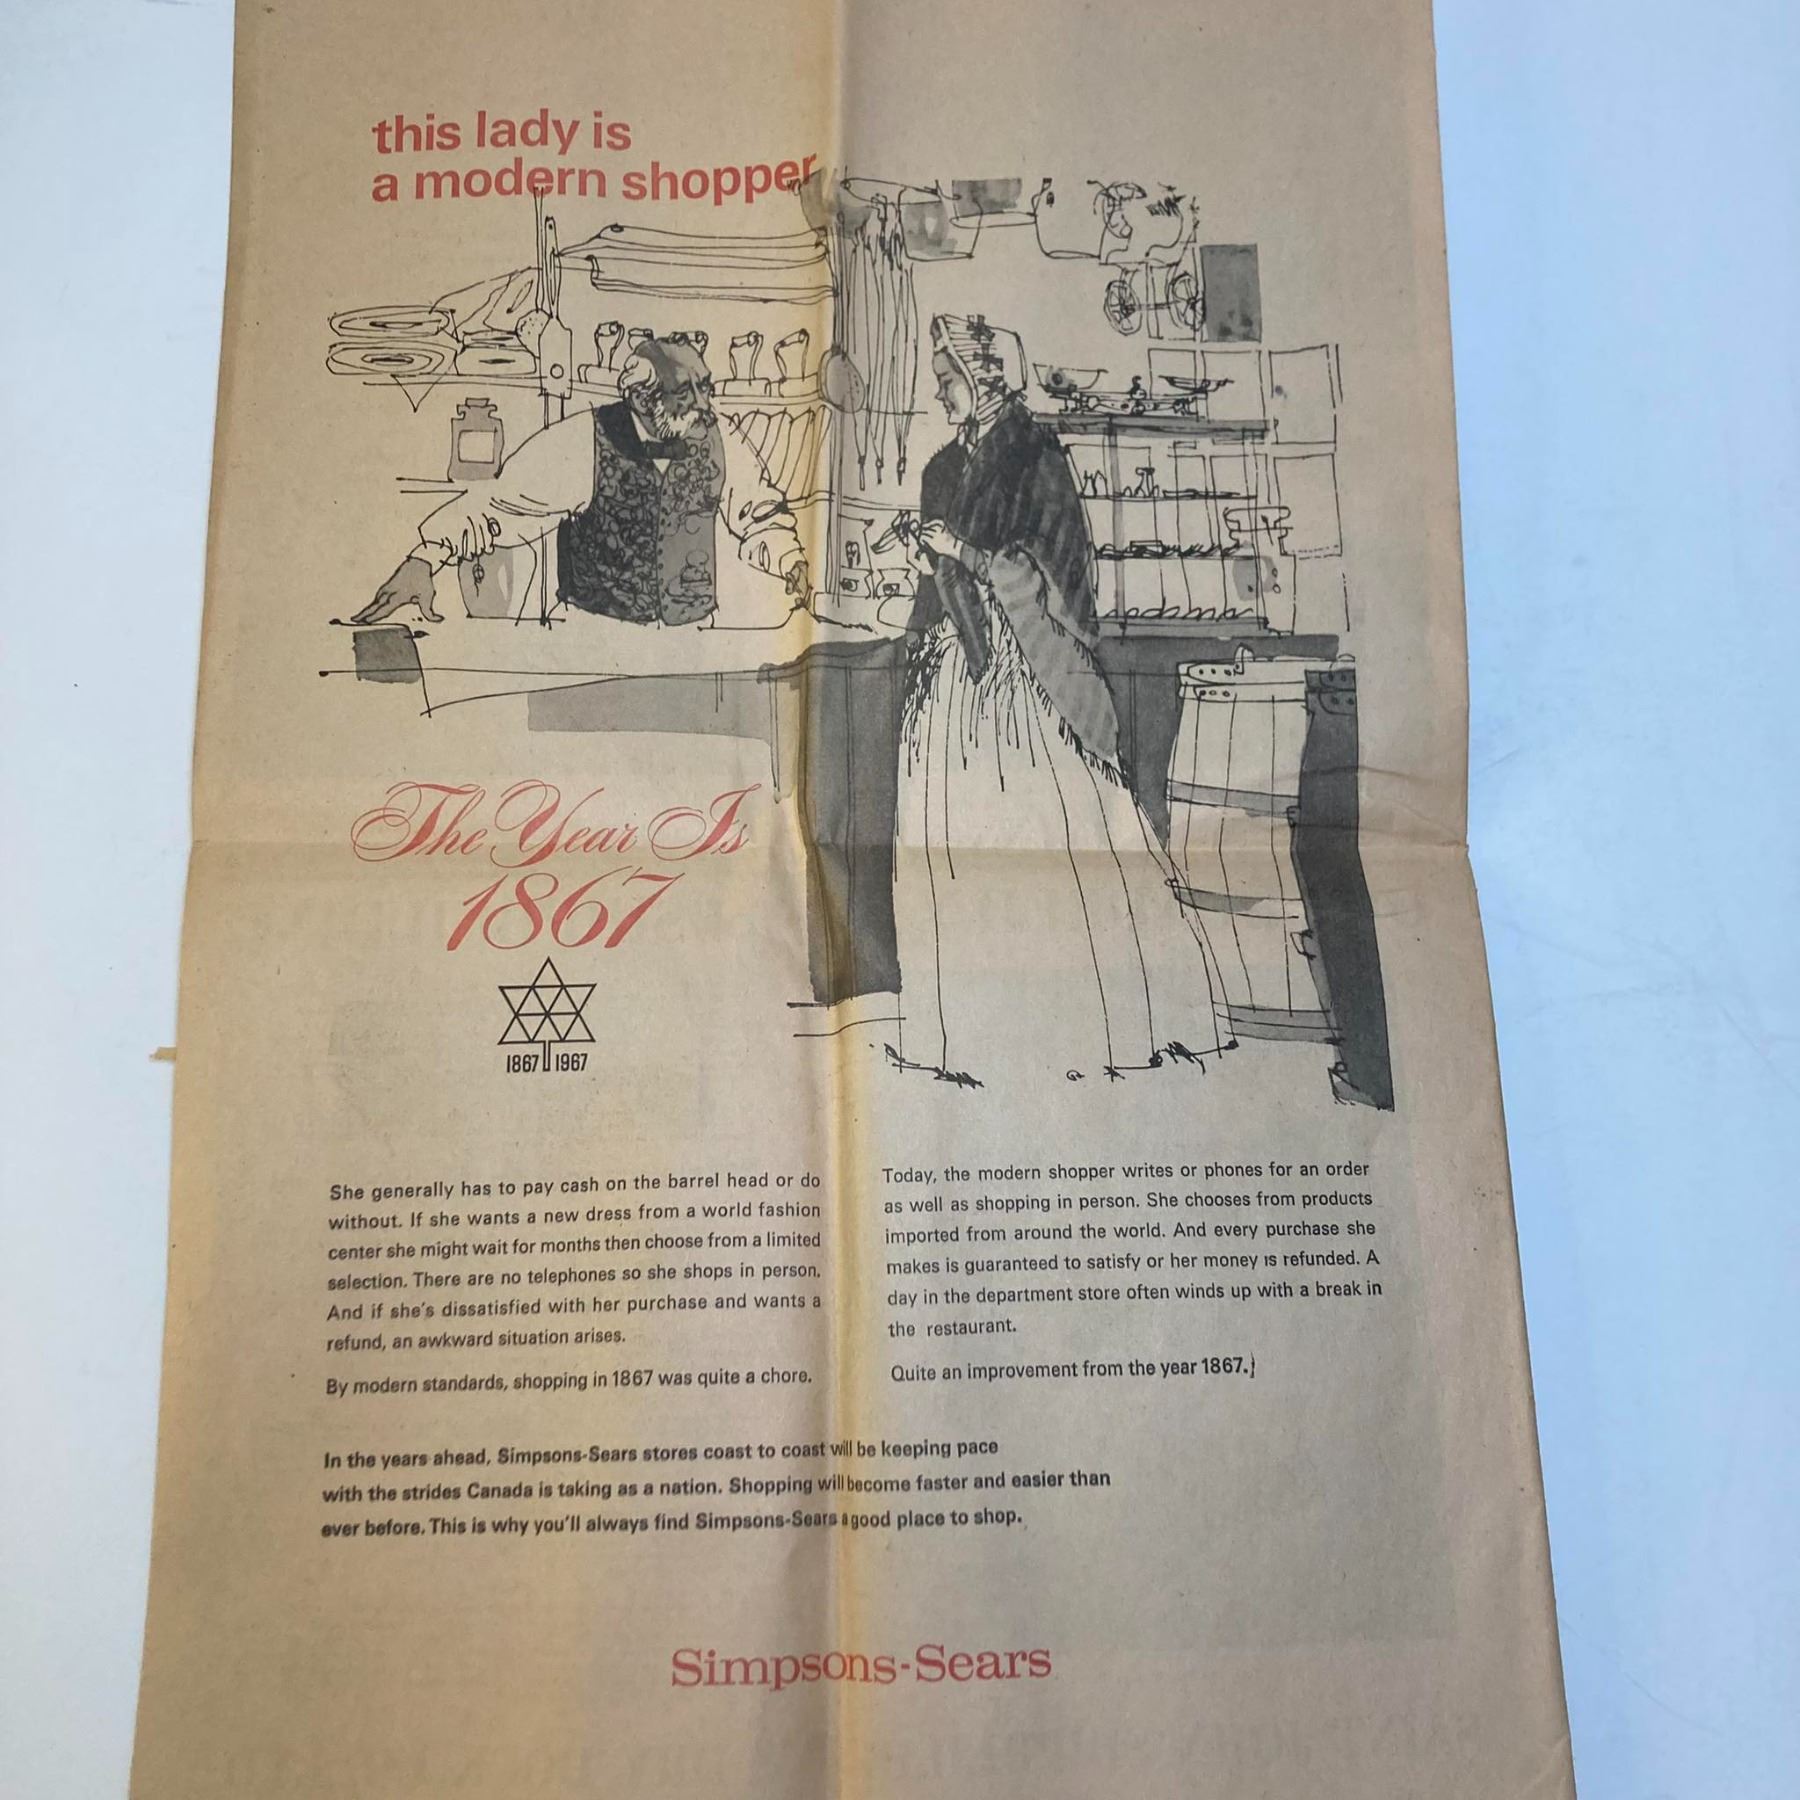 this lady is
a modern shopper
The Year Is
1867
1867 1967
She generally has to pay cash on the barrel head or do
without. If she wants a new dress from a world fashion
center she might wait for months then choose from a limited
selection. There are no telephones so she shops in person.
And if she's dissatisfied with her purchase and wants a
refund, an awkward situation arises.
By modern standards, shopping in 1867 was quite a chore.
Today, the modern shopper writes or phones for an order
as well as shopping in person. She chooses from products
imported from around the world. And every purchase she
makes is guaranteed to satisfy or her money is refunded. A
day in the department store often winds up with a break in
the restaurant.
Quite an improvement from the year 1867.
In the years ahead, Simpsons-Sears stores coast to coast will be keeping pace
with the strides Canada is taking as a nation. Shopping will become faster and easier than
ever before. This is why you'll always find Simpsons-Sears a good place to shop.
Simpsons-Sears